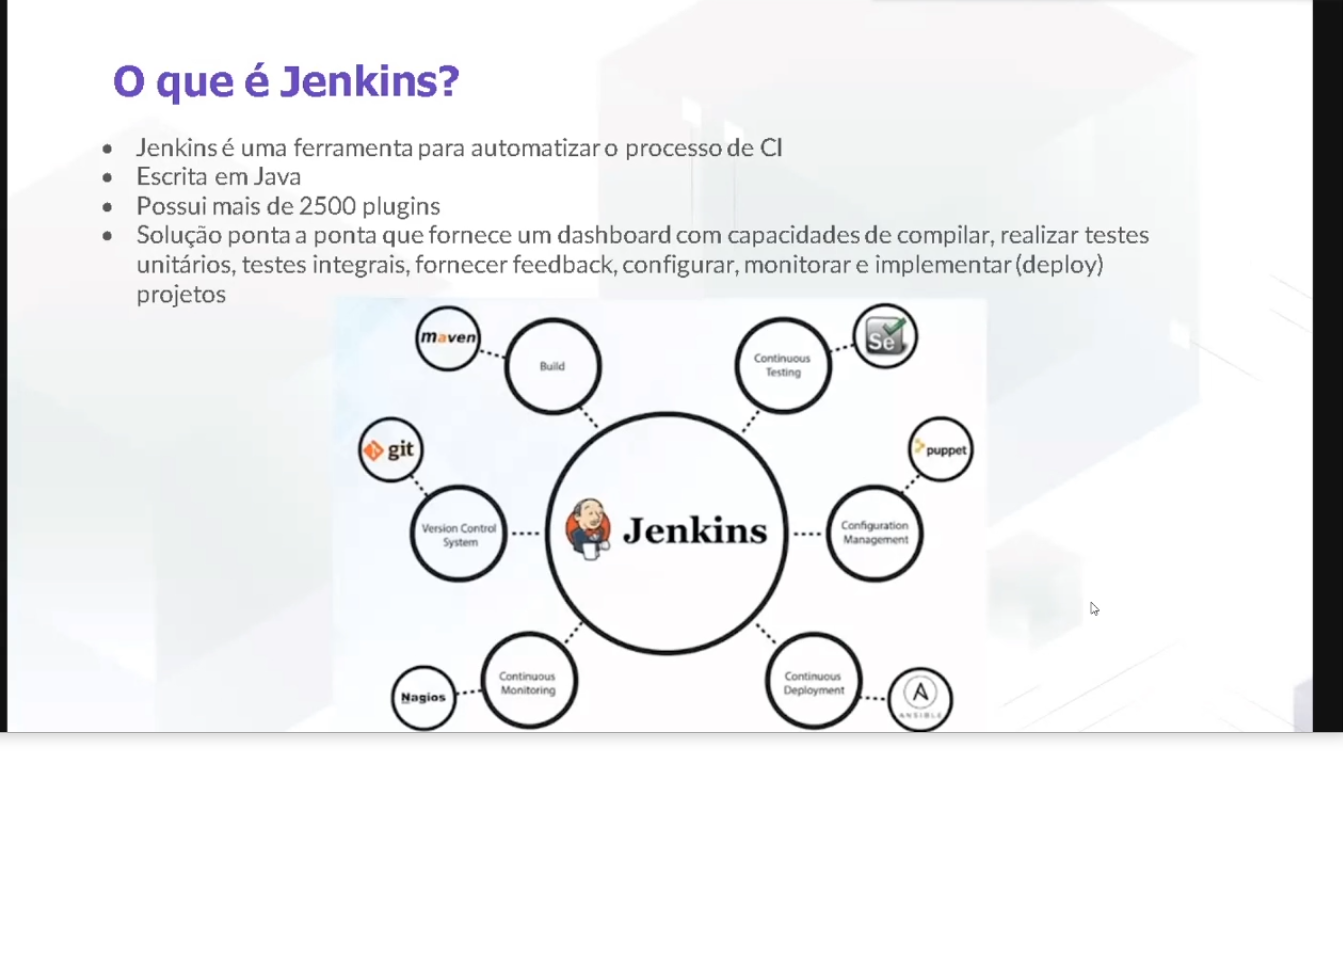 O que é Jenkins?
• Jenkins é uma ferramenta para automatizar o processo de CI
• Escrita em Java
• Possui mais de 2500 plugins
• Solução ponta a ponta que fornece um dashboard com capacidades de compilar, realizar testes
unitários, testes integrais, fornecer feedback, configurar, monitorar e implementar (deploy)
projetos
maven
Build
Continuous
Testing
Se
git
puppet
Version Control
System
Jenkins
Configuration
Management
Continuous
Monitoring
Nagios
Continuous
Deployment
A
ANSIBLE